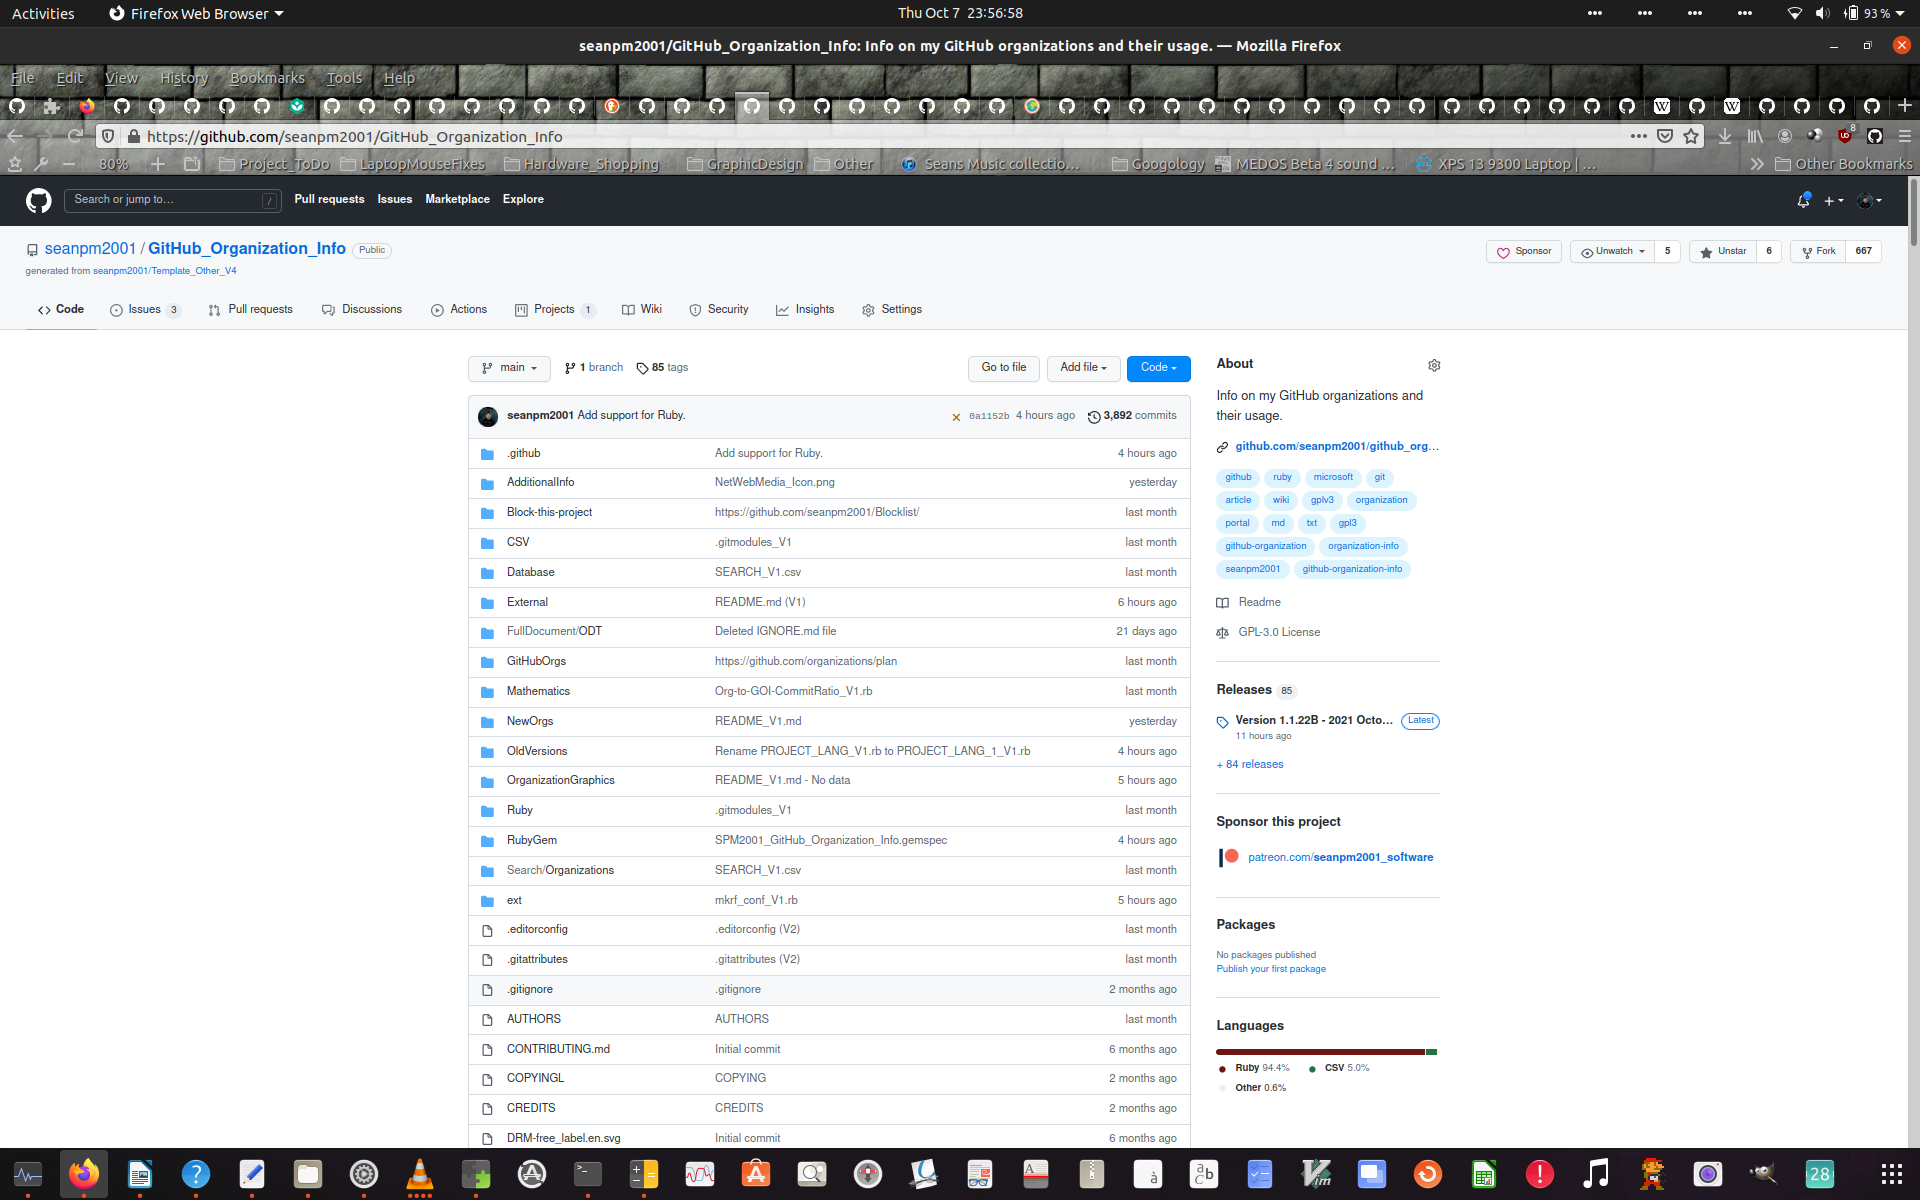 Activities Firefox Web Browser Thu Oct 7 23:56:58 93 %
seanpm2001/GitHub_Organization_Info: Info on my GitHub organizations and their usage. — Mozilla Firefox
File Edit View History Bookmarks Tools Help
https://github.com/seanpm2001/GitHub_Organization_Info 8
80% Project_ToDo LaptopMouseFixes Hardware_Shopping GraphicDesign Other Seans Music collectio... Googology MEDOS Beta 4 sound ... XPS 13 9300 Laptop | ... Other Bookmarks
Search or jump to... / Pull requests Issues Marketplace Explore
seanpm2001 / GitHub_Organization_Info Public Sponsor Unwatch 5 Unstar 6 Fork 667
generated from seanpm2001/Template_Other_V4
Code Issues 3 Pull requests Discussions Actions Projects 1 Wiki Security Insights Settings
main 1 branch 85 tags Go to file Add file Code
seanpm2001 Add support for Ruby. 0a1152b 4 hours ago 3,892 commits
.github Add support for Ruby. 4 hours ago
AdditionalInfo NetWebMedia_Icon.png yesterday
Block-this-project https://github.com/seanpm2001/Blocklist/ last month
CSV .gitmodules_V1 last month
Database SEARCH_V1.csv last month
External README.md (V1) 6 hours ago
FullDocument/ODT Deleted IGNORE.md file 21 days ago
GitHubOrgs https://github.com/organizations/plan last month
Mathematics Org-to-GOI-CommitRatio_V1.rb last month
NewOrgs README_V1.md yesterday
OldVersions Rename PROJECT_LANG_V1.rb to PROJECT_LANG_1_V1.rb 4 hours ago
OrganizationGraphics README_V1.md - No data 5 hours ago
Ruby .gitmodules_V1 last month
RubyGem SPM2001_GitHub_Organization_Info.gemspec 4 hours ago
Search/Organizations SEARCH_V1.csv last month
ext mkrf_conf_V1.rb 5 hours ago
.editorconfig .editorconfig (V2) last month
.gitattributes .gitattributes (V2) last month
.gitignore .gitignore 2 months ago
AUTHORS AUTHORS last month
CONTRIBUTING.md Initial commit 6 months ago
COPYINGL COPYING 2 months ago
CREDITS CREDITS 2 months ago
DRM-free_label.en.svg Initial commit 6 months ago
About
Info on my GitHub organizations and
their usage.
github.com/seanpm2001/github_org...
github ruby microsoft git
article wiki gplv3 organization
portal md txt gpl3
github-organization organization-info
seanpm2001 github-organization-info
Readme
GPL-3.0 License
Releases 85
Version 1.1.22B - 2021 Octo... Latest
11 hours ago
+ 84 releases
Sponsor this project
patreon.com/seanpm2001_software
Packages
No packages published
Publish your first package
Languages
Ruby 94.4% CSV 5.0%
Other 0.6%
28